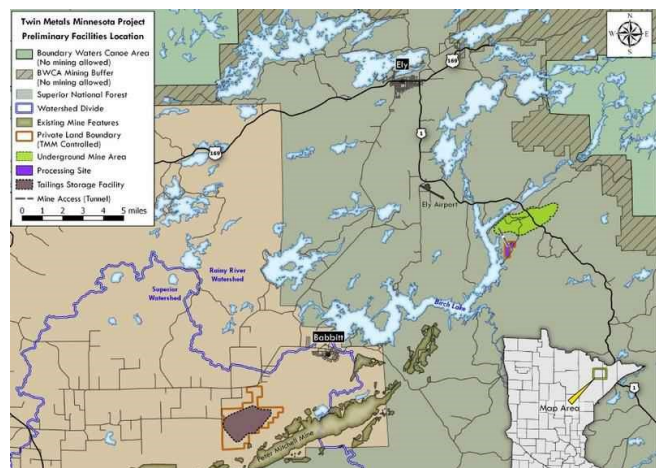 Twin Metals Minnesota Project
Preliminary Facilities Location
Boundary Waters Canoe Area
(No mining allowed)
BWCA Mining Buffer
(No mining allowed)
Superior National Forest
Watershed Divide
Existing Mine Features
Private Land Boundary
(TMM Controlled)
Underground Mine Area
Processing Site
Tailings Storage Facility
Mine Access (Tunnel)
0 1 2 3 4 5 miles
N
W E
S
Ely
169
1
169
Ely Airport
Rainy River
Watershed
Superior
Watershed
Birch Lake
Babbitt
Peter Mitchell Mine
Map Area
1